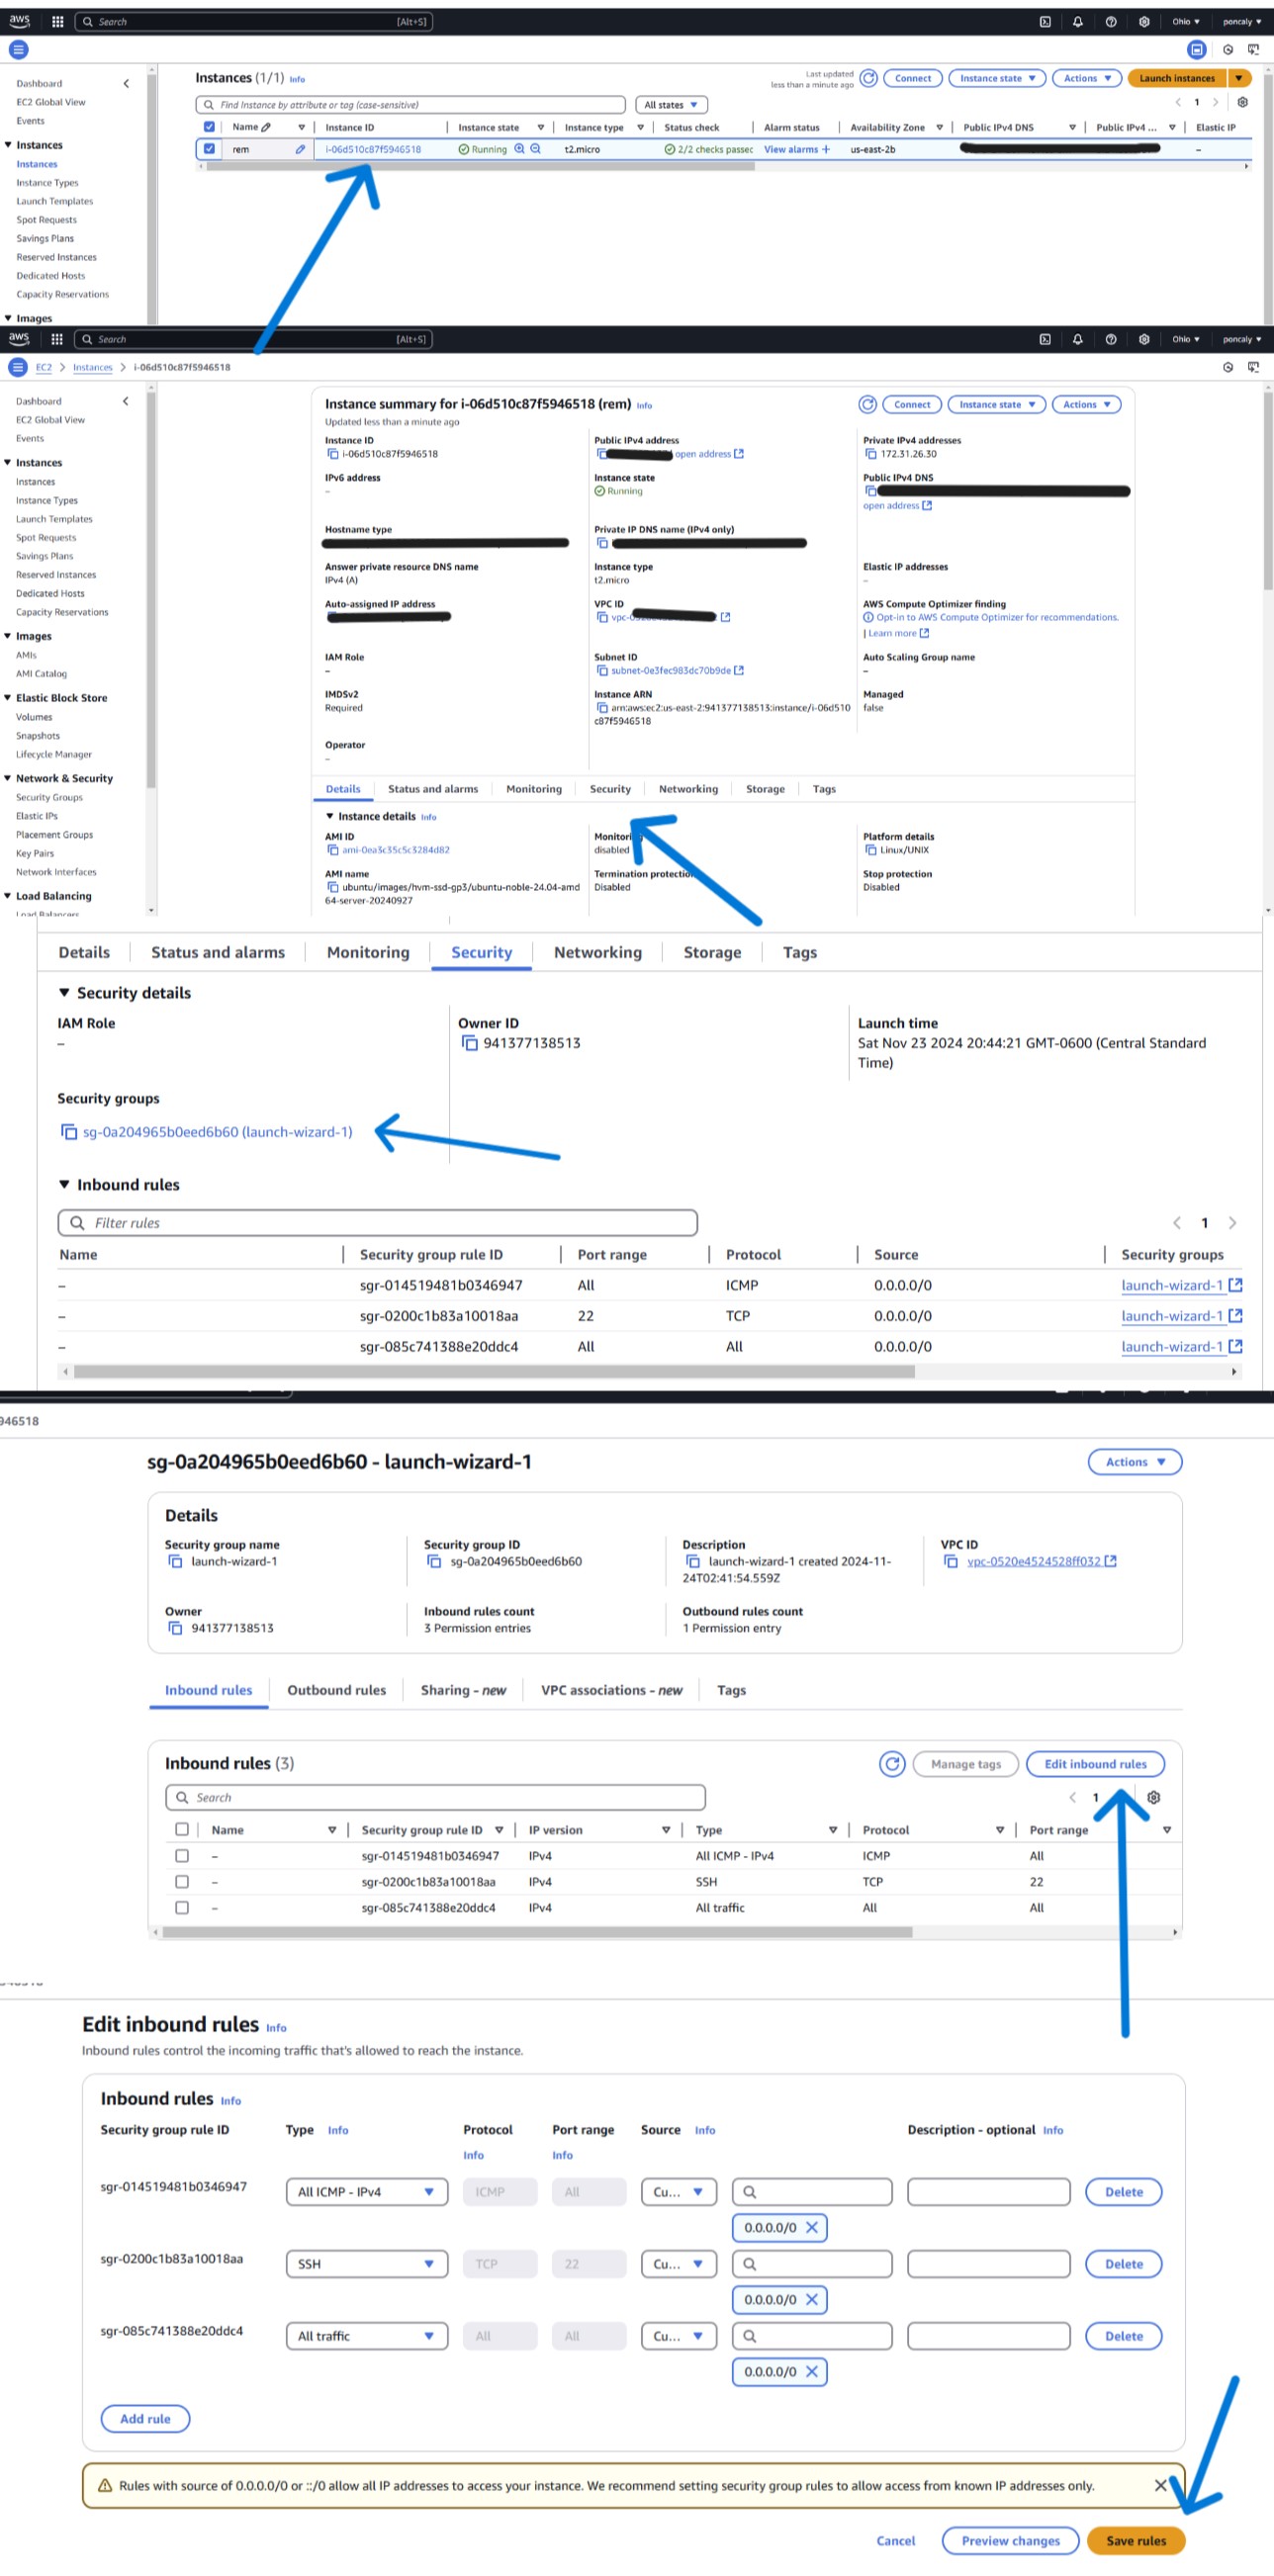 aws Search [Alt+S] Ohio poncaly
Dashboard
EC2 Global View
Events
Instances
Instances
Instance Types
Launch Templates
Spot Requests
Savings Plans
Reserved Instances
Dedicated Hosts
Capacity Reservations
Images
Instances (1/1) Info
Last updated
less than a minute ago
Connect Instance state Actions Launch instances
Find Instance by attribute or tag (case-sensitive) All states 1
Name Instance ID Instance state Instance type Status check Alarm status Availability Zone Public IPv4 DNS Public IPv4 ... Elastic IP
rem i-06d510c87f5946518 Running t2.micro 2/2 checks passec View alarms + us-east-2b –
aws Search [Alt+S] Ohio poncaly
EC2 > Instances > i-06d510c87f5946518
Dashboard
EC2 Global View
Events
Instances
Instances
Instance Types
Launch Templates
Spot Requests
Savings Plans
Reserved Instances
Dedicated Hosts
Capacity Reservations
Images
AMIs
AMI Catalog
Elastic Block Store
Volumes
Snapshots
Lifecycle Manager
Network & Security
Security Groups
Elastic IPs
Placement Groups
Key Pairs
Network Interfaces
Load Balancing
Load Balancers
Instance summary for i-06d510c87f5946518 (rem) Info
Connect Instance state Actions
Updated less than a minute ago
Instance ID
i-06d510c87f5946518
Public IPv4 address
open address
Private IPv4 addresses
172.31.26.30
IPv6 address
–
Instance state
Running
Public IPv4 DNS
open address
Hostname type
Private IP DNS name (IPv4 only)
Answer private resource DNS name
IPv4 (A)
Instance type
t2.micro
Elastic IP addresses
–
Auto-assigned IP address
VPC ID
AWS Compute Optimizer finding
Opt-in to AWS Compute Optimizer for recommendations.
| Learn more
IAM Role
–
Subnet ID
subnet-0e3fec983dc70b9de
Auto Scaling Group name
–
IMDSv2
Required
Instance ARN
arn:aws:ec2:us-east-2:941377138513:instance/i-06d510
c87f5946518
Managed
false
Operator
–
Details Status and alarms Monitoring Security Networking Storage Tags
Instance details Info
AMI ID
ami-0ea3c35c5c3284d82
disabled
Platform details
Linux/UNIX
AMI name
ubuntu/images/hvm-ssd-gp3/ubuntu-noble-24.04-amd
64-server-20240927
Termination protectio
Disabled
Stop protection
Disabled
Details Status and alarms Monitoring Security Networking Storage Tags
Security details
IAM Role
–
Owner ID
941377138513
Launch time
Sat Nov 23 2024 20:44:21 GMT-0600 (Central Standard
Time)
Security groups
sg-0a204965b0eed6b60 (launch-wizard-1)
Inbound rules
Filter rules 1
Name Security group rule ID Port range Protocol Source Security groups
– sgr-014519481b0346947 All ICMP 0.0.0.0/0 launch-wizard-1
– sgr-0200c1b83a10018aa 22 TCP 0.0.0.0/0 launch-wizard-1
– sgr-085c741388e20ddc4 All All 0.0.0.0/0 launch-wizard-1
946518
sg-0a204965b0eed6b60 - launch-wizard-1 Actions
Details
Security group name
launch-wizard-1
Security group ID
sg-0a204965b0eed6b60
Description
launch-wizard-1 created 2024-11-
24T02:41:54.559Z
VPC ID
vpc-0520e4524528ff032
Owner
941377138513
Inbound rules count
3 Permission entries
Outbound rules count
1 Permission entry
Inbound rules Outbound rules Sharing - new VPC associations - new Tags
Inbound rules (3) Manage tags Edit inbound rules
Search 1
Name Security group rule ID IP version Type Protocol Port range
– sgr-014519481b0346947 IPv4 All ICMP - IPv4 ICMP All
– sgr-0200c1b83a10018aa IPv4 SSH TCP 22
– sgr-085c741388e20ddc4 IPv4 All traffic All All
Edit inbound rules Info
Inbound rules control the incoming traffic that's allowed to reach the instance.
Inbound rules Info
Security group rule ID Type Info Protocol Port range Source Info Description - optional Info
Info Info
sgr-014519481b0346947 All ICMP - IPv4 ICMP All Cu... Delete
0.0.0.0/0
sgr-0200c1b83a10018aa SSH TCP 22 Cu... Delete
0.0.0.0/0
sgr-085c741388e20ddc4 All traffic All All Cu... Delete
0.0.0.0/0
Add rule
Rules with source of 0.0.0.0/0 or ::/0 allow all IP addresses to access your instance. We recommend setting security group rules to allow access from known IP addresses only.
Cancel Preview changes Save rules